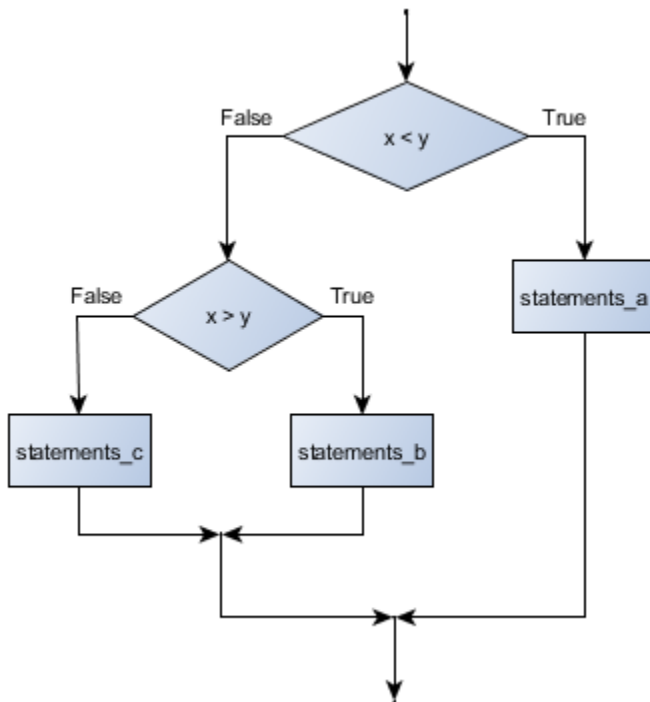 False
True
x < y
False
True
statements_a
x > y
statements_c
statements_b